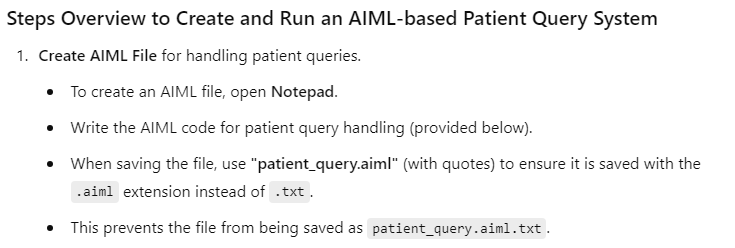 Steps Overview to Create and Run an AIML-based Patient Query System
1. Create AIML File for handling patient queries.
• To create an AIML file, open Notepad.
• Write the AIML code for patient query handling (provided below).
• When saving the file, use "patient_query.aiml" (with quotes) to ensure it is saved with the
.aiml extension instead of .txt.
• This prevents the file from being saved as patient_query.aiml.txt.